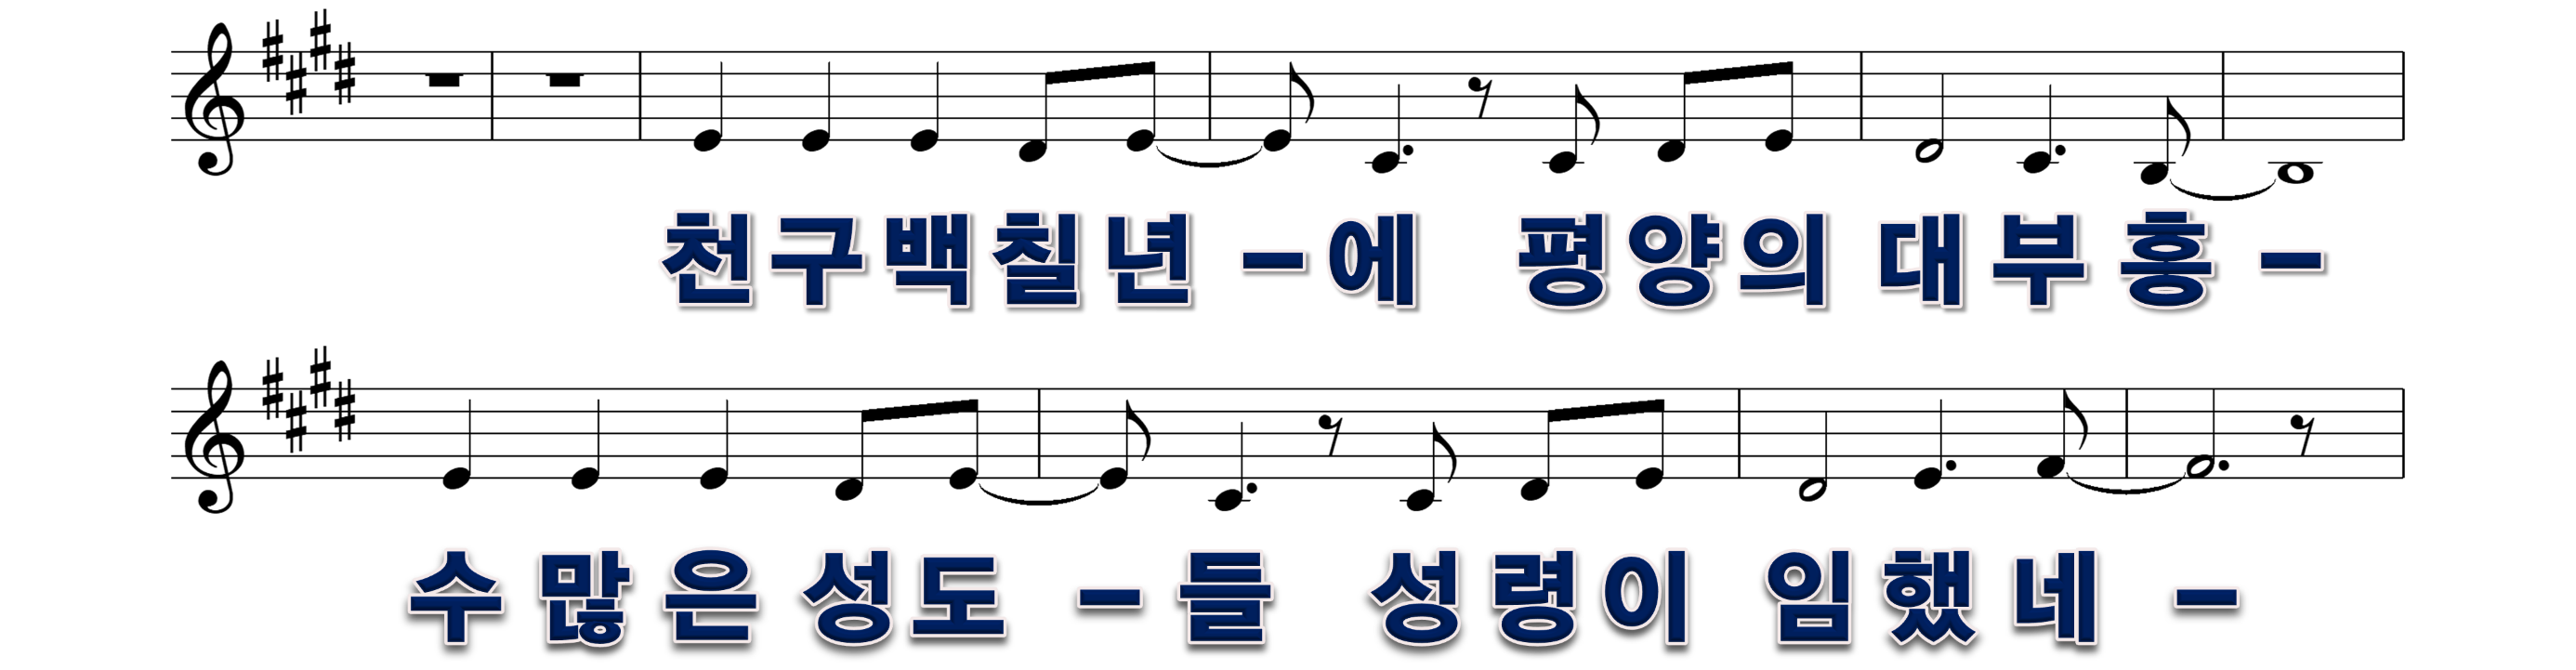 천구백칠년 - 에 평양의 대부흥 -
수많은 성도 - 들 성령이 임했네 -